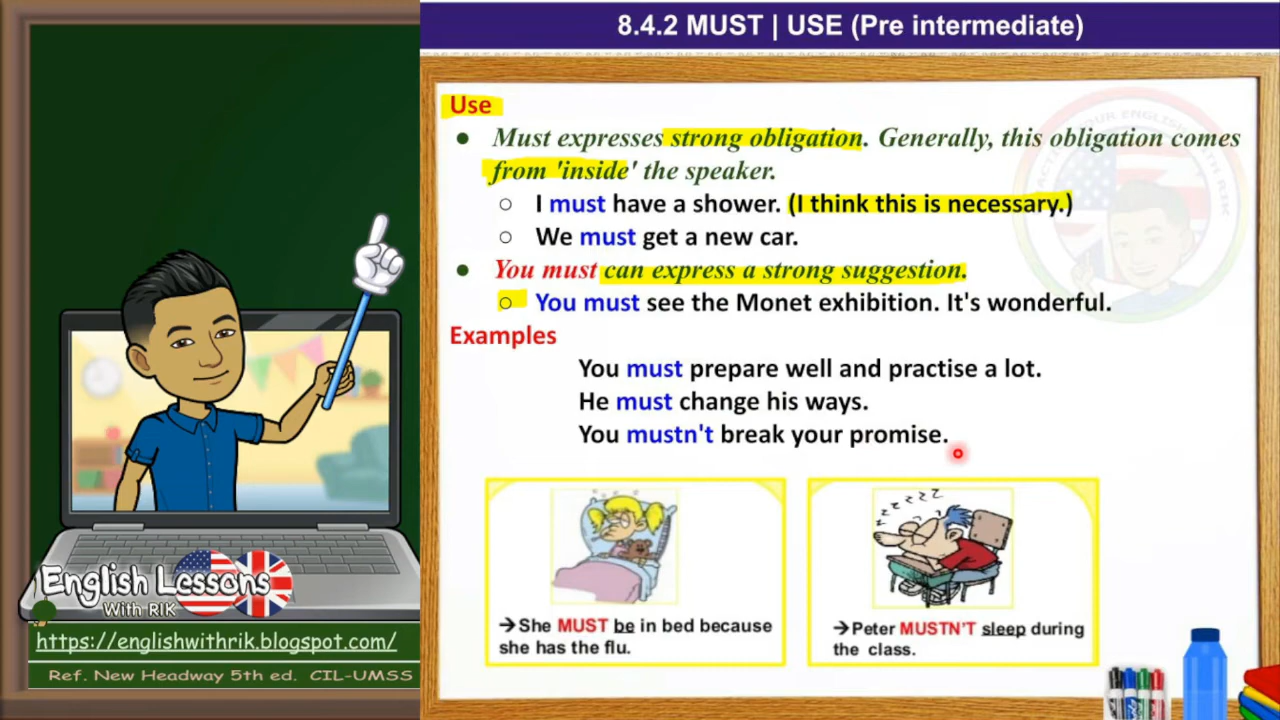 8.4.2 MUST | USE (Pre intermediate)
Use
● Must expresses strong obligation. Generally, this obligation comes
from 'inside' the speaker.
○ I must have a shower. (I think this is necessary.)
○ We must get a new car.
● You must can express a strong suggestion.
○ You must see the Monet exhibition. It's wonderful.
Examples
You must prepare well and practise a lot.
He must change his ways.
You mustn't break your promise.
zzzzz
→She MUST be in bed because
she has the flu.
→Peter MUSTN'T sleep during
the class.
English Lessons
With RIK
https://englishwithrik.blogspot.com/
Ref. New Headway 5th ed. CIL-UMSS